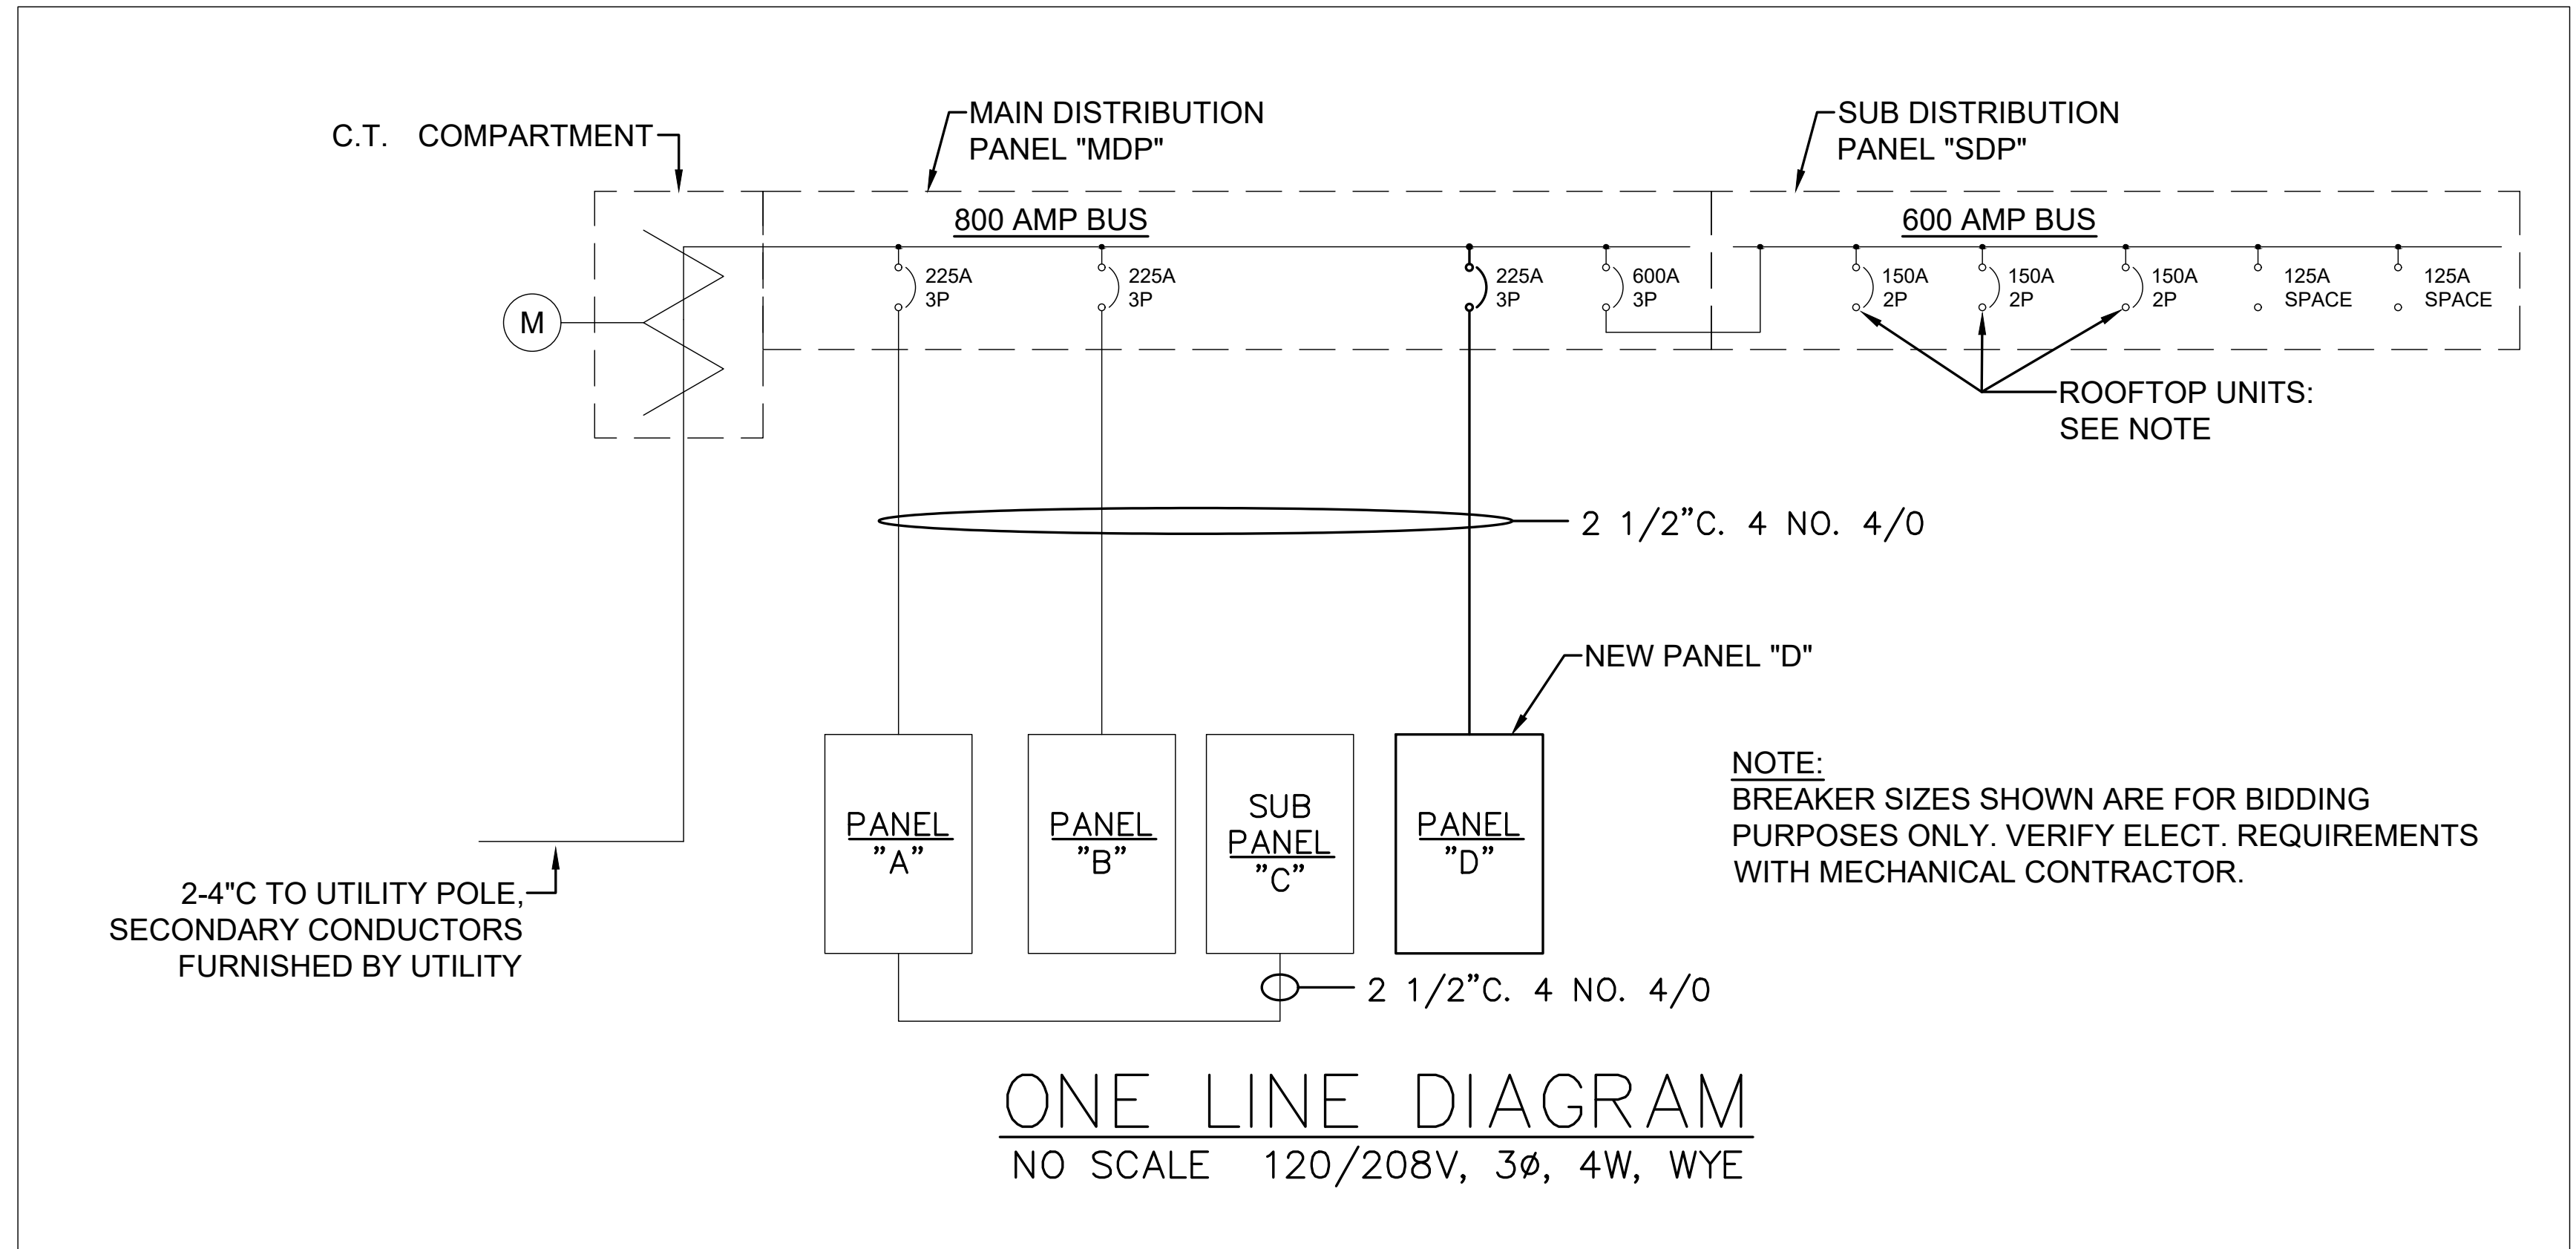 C.T. COMPARTMENT
MAIN DISTRIBUTION
PANEL "MDP"
SUB DISTRIBUTION
PANEL "SDP"
800 AMP BUS
600 AMP BUS
225A
3P
225A
3P
225A
3P
600A
3P
150A
2P
150A
2P
150A
2P
125A
SPACE
125A
SPACE
M
ROOFTOP UNITS:
SEE NOTE
2 1/2”C. 4 NO. 4/0
NEW PANEL "D"
PANEL
”A”
PANEL
”B”
SUB
PANEL
”C”
PANEL
”D”
NOTE:
BREAKER SIZES SHOWN ARE FOR BIDDING
PURPOSES ONLY. VERIFY ELECT. REQUIREMENTS
WITH MECHANICAL CONTRACTOR.
2-4"C TO UTILITY POLE,
SECONDARY CONDUCTORS
FURNISHED BY UTILITY
2 1/2”C. 4 NO. 4/0
ONE LINE DIAGRAM
NO SCALE 120/208V, 3ø, 4W, WYE